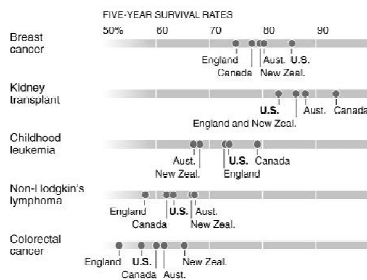 FIVE-YEAR SURVIVAL RATES
50% 60 70 80 90
Breast
cancer
England Aust. U.S.
Canada New Zeal.
Kidney
transplant
U.S. Aust. Canada
England and New Zeal.
Childhood
leukemia
Aust. U.S. Canada
New Zeal. England
Non-Hodgkin's
lymphoma
England U.S. Aust.
Canada New Zeal.
Colorectal
cancer
England U.S. New Zeal.
Canada Aust.